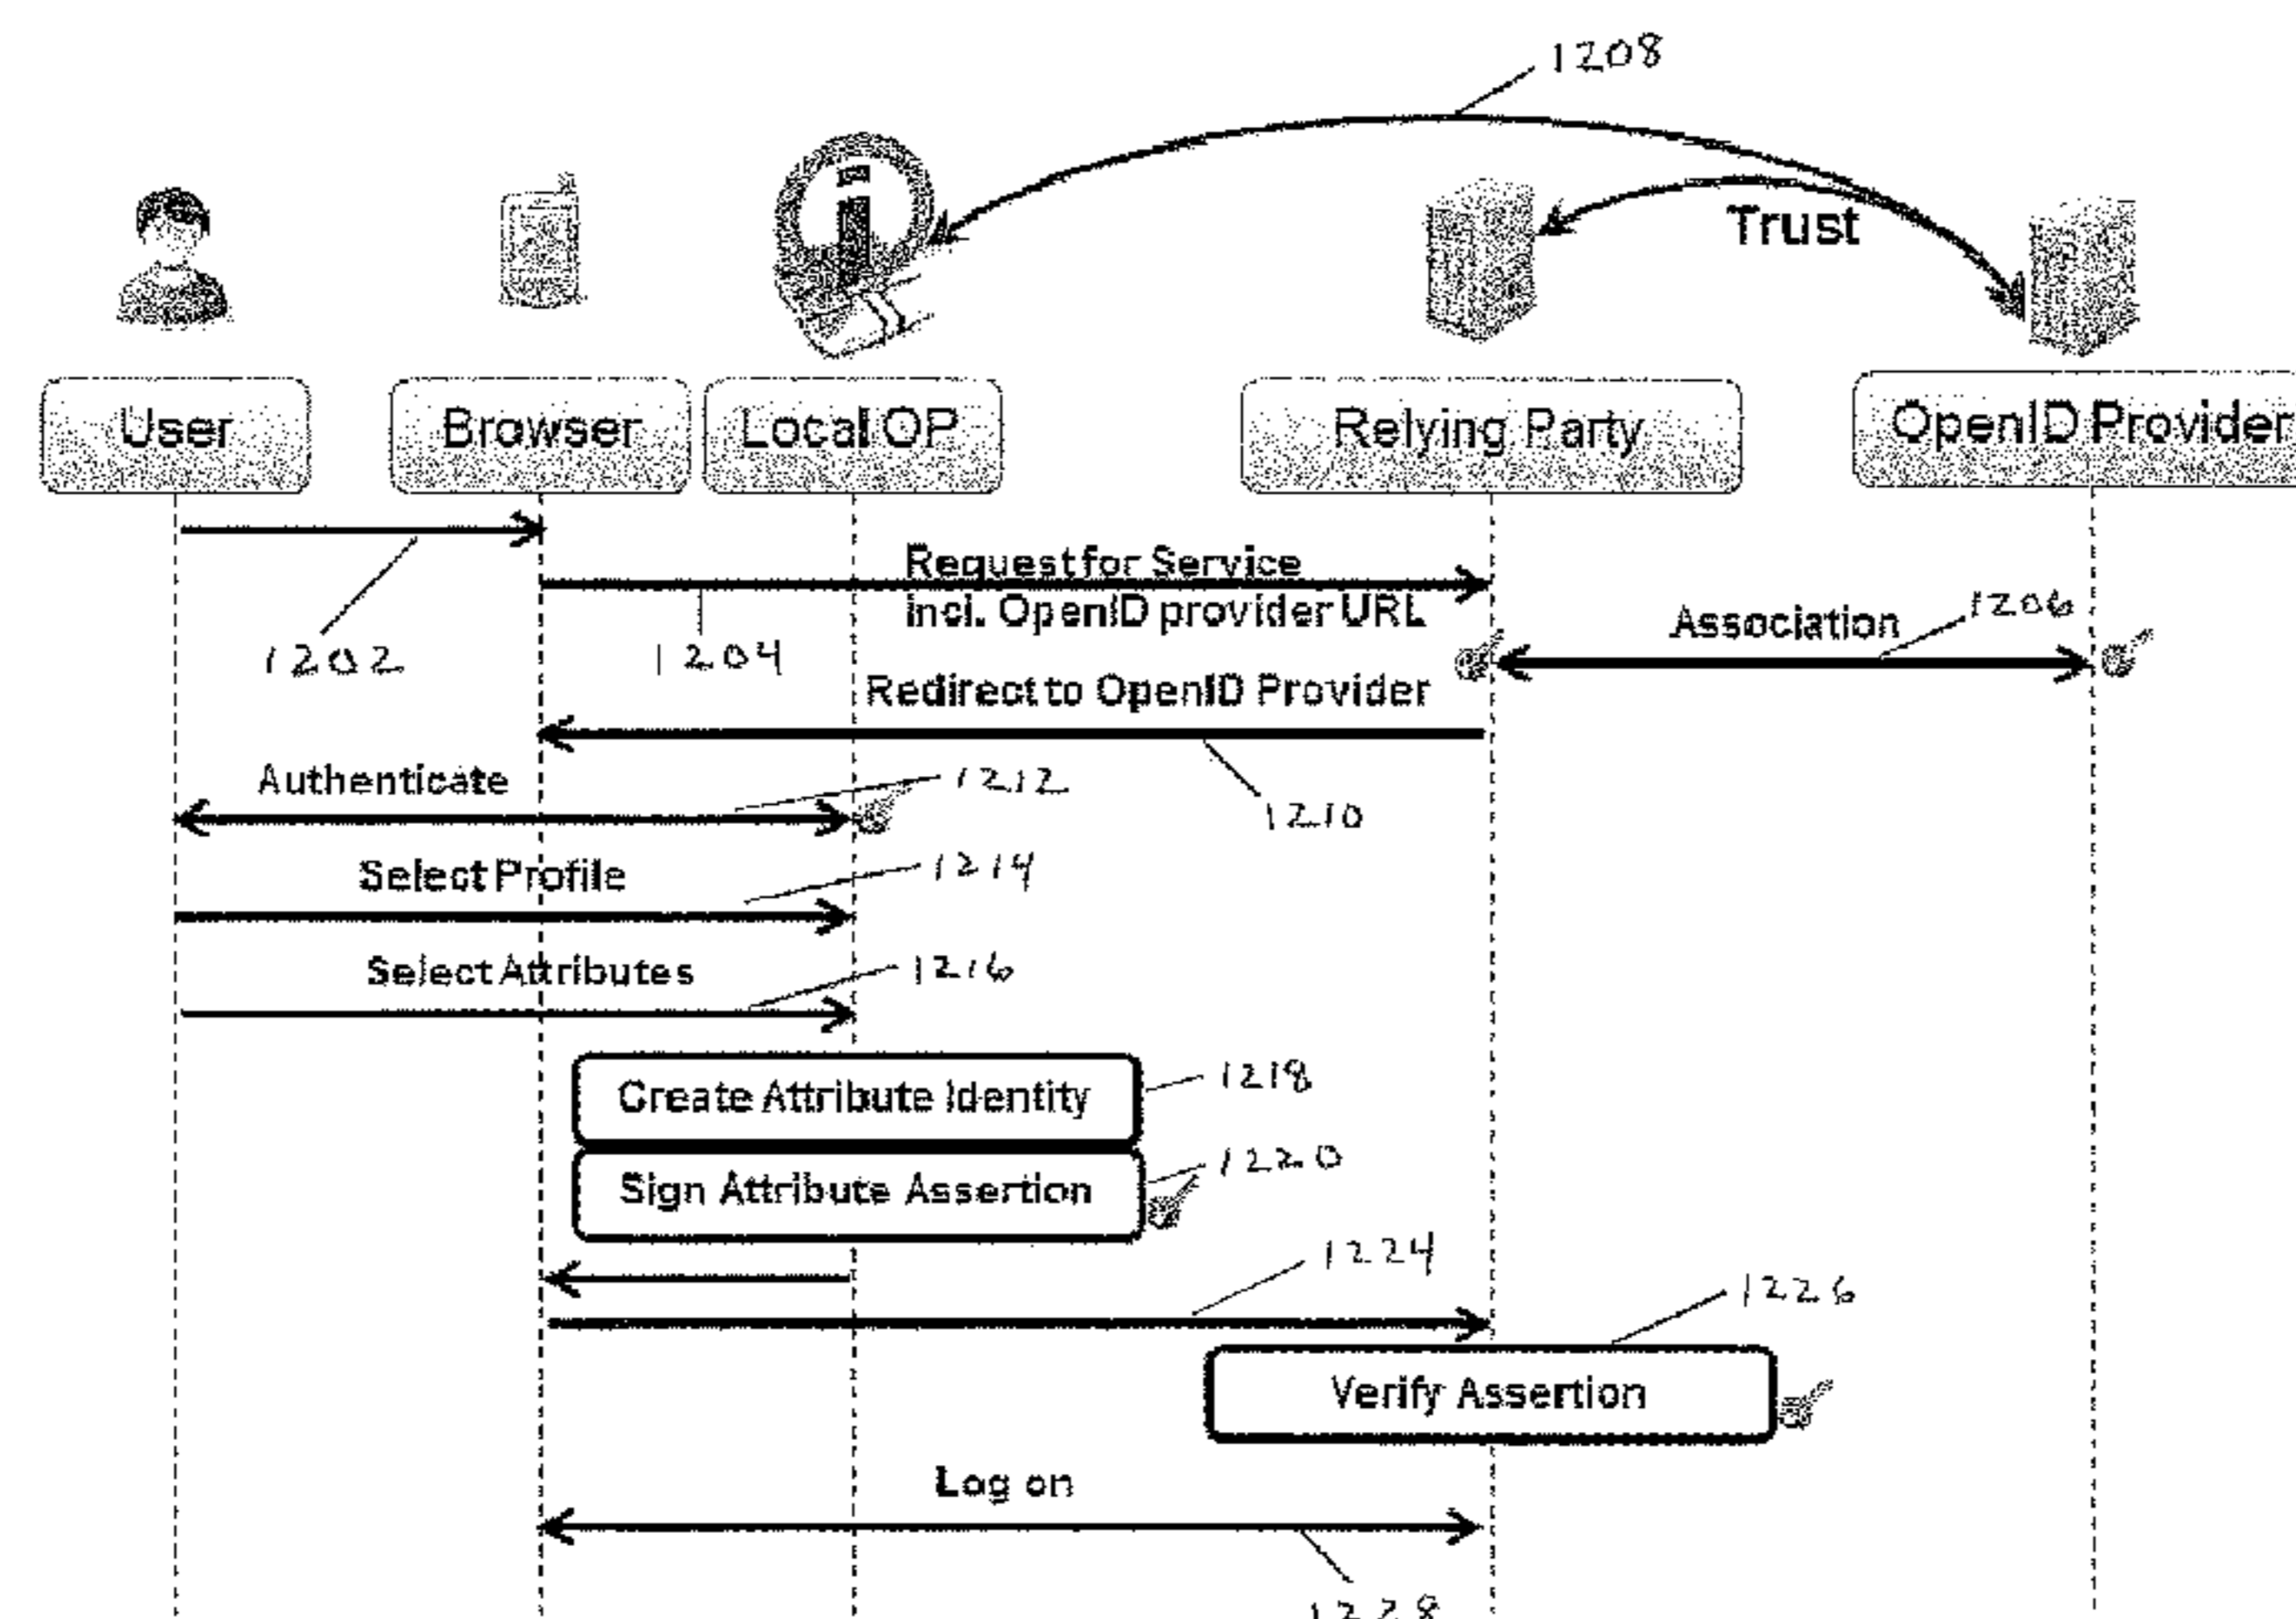 1208
i
Trust
User
Browser
Local OP
Relying Party
OpenID Provider
Request for Service
incl. OpenID provider URL
1202
1204
Association
1206
Redirect to OpenID Provider
1210
Authenticate
1212
Select Profile
1214
Select Attributes
1216
Create Attribute Identity
1218
Sign Attribute Assertion
1220
1224
1226
Verify Assertion
Log on
1228